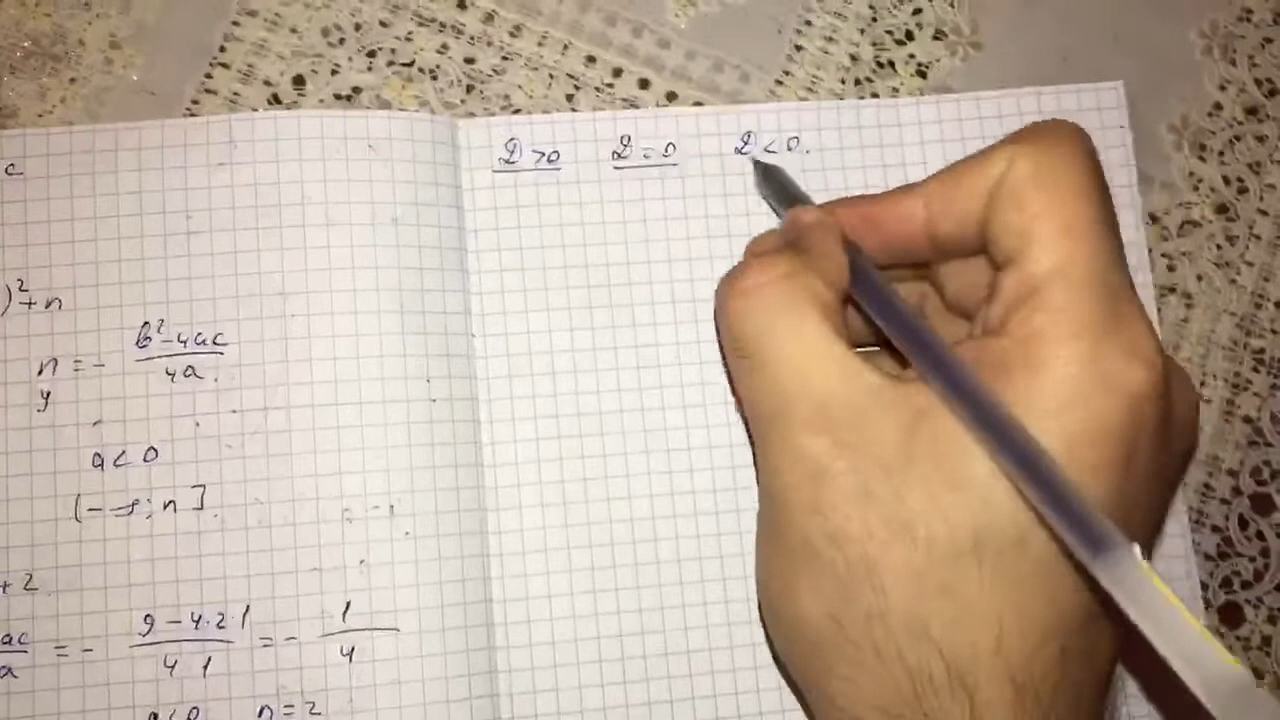 c
D > 0 D = 0 D < 0.
)² + n
n = - b² - 4ac / 4a.
y
a < 0
(-∞; n].
+ 2
ac / a = - 9 - 4·2·1 / 4·1 = - 1 / 4
a < 0 n = 2